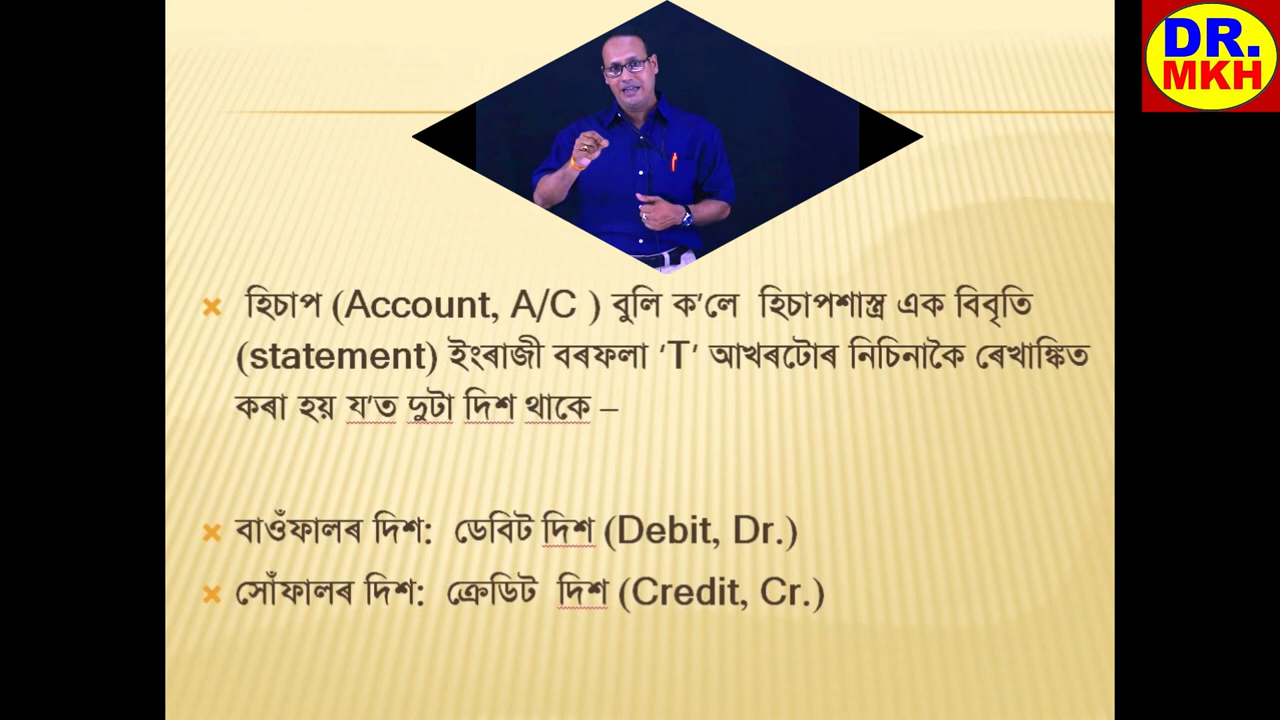 DR.
MKH
হিচাপ (Account, A/C ) বুলি ক'লে হিচাপশাস্ত্ৰ এক বিবৃতি
(statement) ইংৰাজী বৰফলা ‘T’ আখৰটোৰ নিচিনাকৈ ৰেখাঙ্কিত
কৰা হয় য'ত দুটা দিশ থাকে –
বাওঁফালৰ দিশ: ডেবিট দিশ (Debit, Dr.)
সোঁফালৰ দিশ: ক্ৰেডিট দিশ (Credit, Cr.)